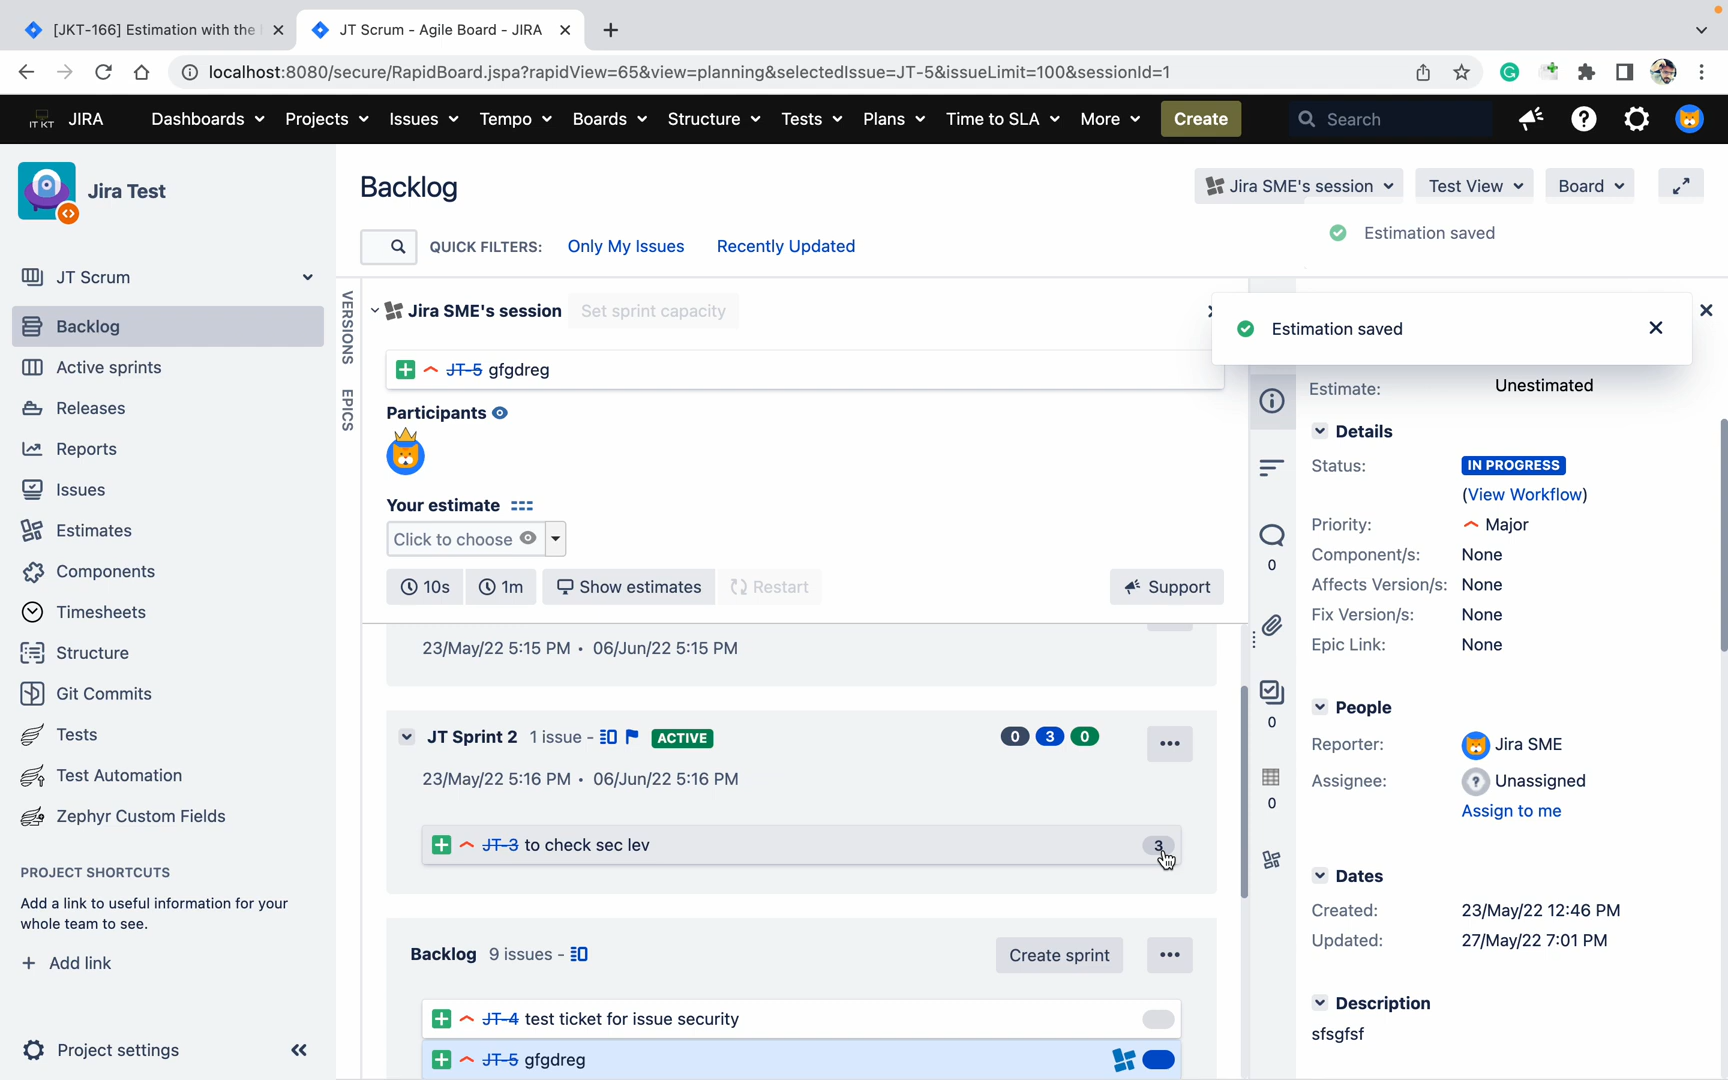 [JKT-166] Estimation with the
JT Scrum - Agile Board - JIRA
localhost:8080/secure/RapidBoard.jspa?rapidView=65&view=planning&selectedIssue=JT-5&issueLimit=100&sessionId=1
IT KT JIRA Dashboards Projects Issues Tempo Boards Structure Tests Plans Time to SLA More Create Search
Jira Test
JT Scrum
Backlog
Active sprints
Releases
Reports
Issues
Estimates
Components
Timesheets
Structure
Git Commits
Tests
Test Automation
Zephyr Custom Fields
PROJECT SHORTCUTS
Add a link to useful information for your
whole team to see.
+ Add link
Project settings
Backlog
Jira SME's session Test View Board
Estimation saved
QUICK FILTERS: Only My Issues Recently Updated
VERSIONS
EPICS
Jira SME's session Set sprint capacity
Estimation saved
JT-5 gfgdreg
Participants
Your estimate
Click to choose
10s 1m Show estimates Restart Support
23/May/22 5:15 PM • 06/Jun/22 5:15 PM
JT Sprint 2 1 issue - ACTIVE 0 3 0
23/May/22 5:16 PM • 06/Jun/22 5:16 PM
JT-3 to check sec lev 3
Backlog 9 issues - Create sprint
JT-4 test ticket for issue security
JT-5 gfgdreg
0
0
0
Estimate: Unestimated
Details
Status: IN PROGRESS
(View Workflow)
Priority: Major
Component/s: None
Affects Version/s: None
Fix Version/s: None
Epic Link: None
People
Reporter: Jira SME
Assignee: Unassigned
Assign to me
Dates
Created: 23/May/22 12:46 PM
Updated: 27/May/22 7:01 PM
Description
sfsgfsf